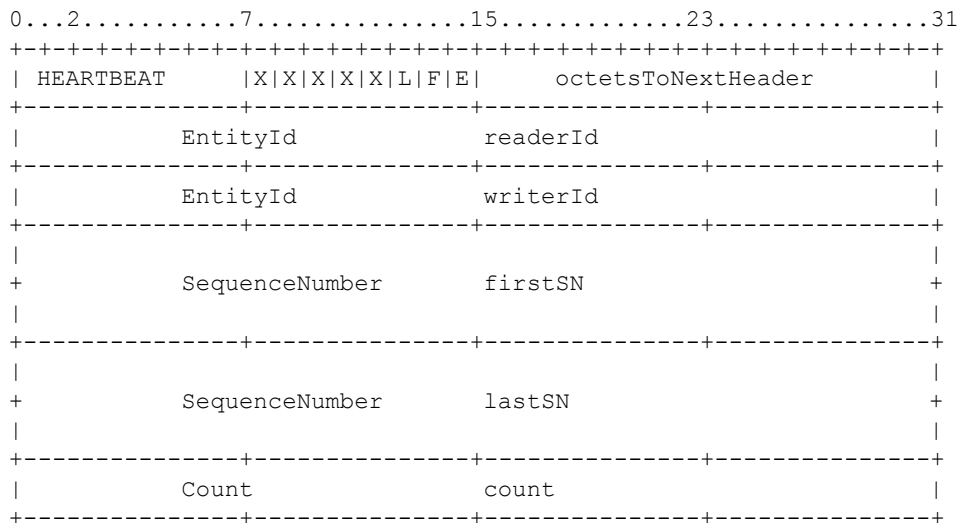 0...2...........7...............15.............23...............31
+-+-+-+-+-+-+-+-+-+-+-+-+-+-+-+-+-+-+-+-+-+-+-+-+-+-+-+-+-+-+-+-+
| HEARTBEAT     |X|X|X|X|X|L|F|E|     octetsToNextHeader        |
+---------------+---------------+---------------+---------------+
|           EntityId             readerId                       |
+---------------+---------------+---------------+---------------+
|           EntityId             writerId                       |
+---------------+---------------+---------------+---------------+
|                                                               |
+           SequenceNumber       firstSN                        +
|                                                               |
+---------------+---------------+---------------+---------------+
|                                                               |
+           SequenceNumber       lastSN                         +
|                                                               |
+---------------+---------------+---------------+---------------+
|           Count                count                          |
+---------------+---------------+---------------+---------------+